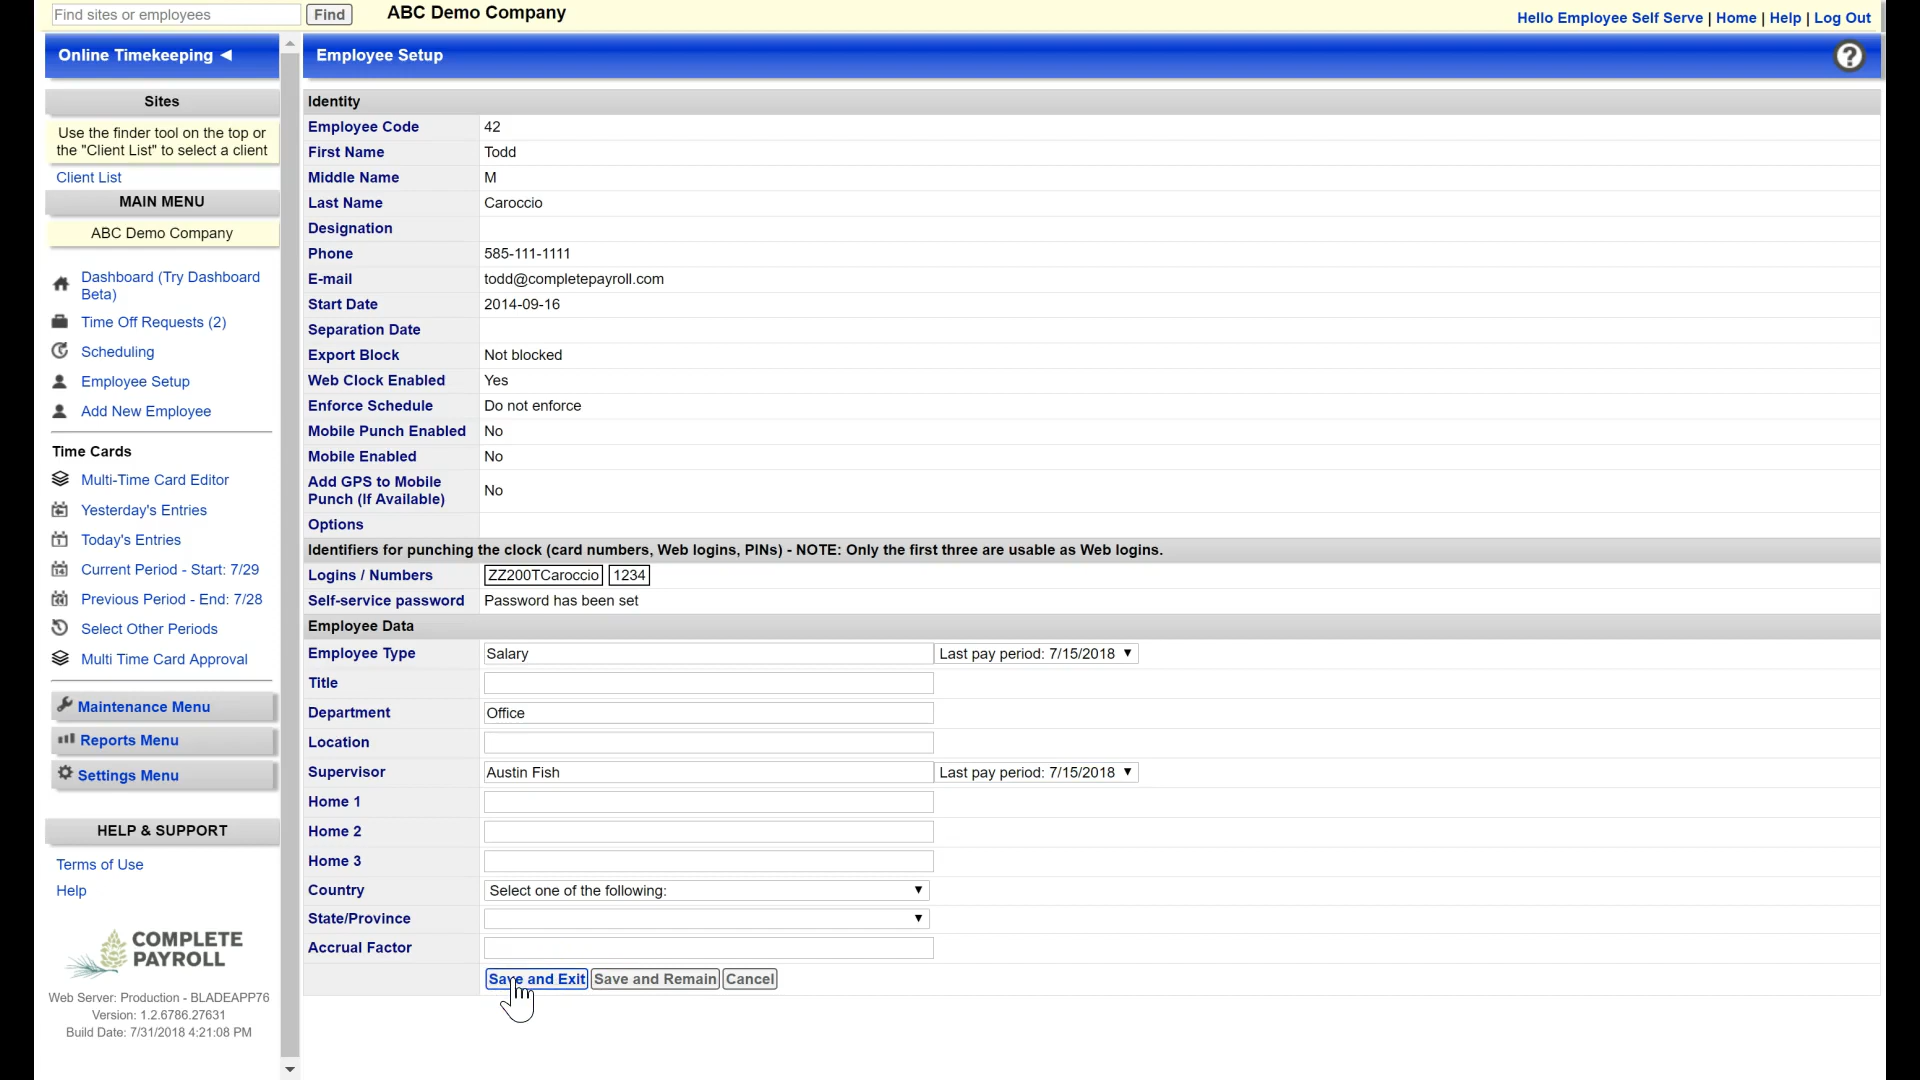 Find sites or employees
Find
ABC Demo Company
Hello Employee Self Serve | Home | Help | Log Out
Online Timekeeping ◄
Sites
Use the finder tool on the top or
the "Client List" to select a client
Client List
MAIN MENU
ABC Demo Company
Dashboard (Try Dashboard
Beta)
Time Off Requests (2)
Scheduling
Employee Setup
Add New Employee
Time Cards
Multi-Time Card Editor
Yesterday's Entries
Today's Entries
Current Period - Start: 7/29
Previous Period - End: 7/28
Select Other Periods
Multi Time Card Approval
Maintenance Menu
Reports Menu
Settings Menu
HELP & SUPPORT
Terms of Use
Help
COMPLETE
PAYROLL
Web Server: Production - BLADEAPP76
Version: 1.2.6786.27631
Build Date: 7/31/2018 4:21:08 PM
Employee Setup
?
Identity
Employee Code 42
First Name Todd
Middle Name M
Last Name Caroccio
Designation
Phone 585-111-1111
E-mail todd@completepayroll.com
Start Date 2014-09-16
Separation Date
Export Block Not blocked
Web Clock Enabled Yes
Enforce Schedule Do not enforce
Mobile Punch Enabled No
Mobile Enabled No
Add GPS to Mobile
Punch (If Available) No
Options
Identifiers for punching the clock (card numbers, Web logins, PINs) - NOTE: Only the first three are usable as Web logins.
Logins / Numbers ZZ200TCaroccio 1234
Self-service password Password has been set
Employee Data
Employee Type Salary Last pay period: 7/15/2018
Title
Department Office
Location
Supervisor Austin Fish Last pay period: 7/15/2018
Home 1
Home 2
Home 3
Country Select one of the following:
State/Province
Accrual Factor
Save and Exit Save and Remain Cancel